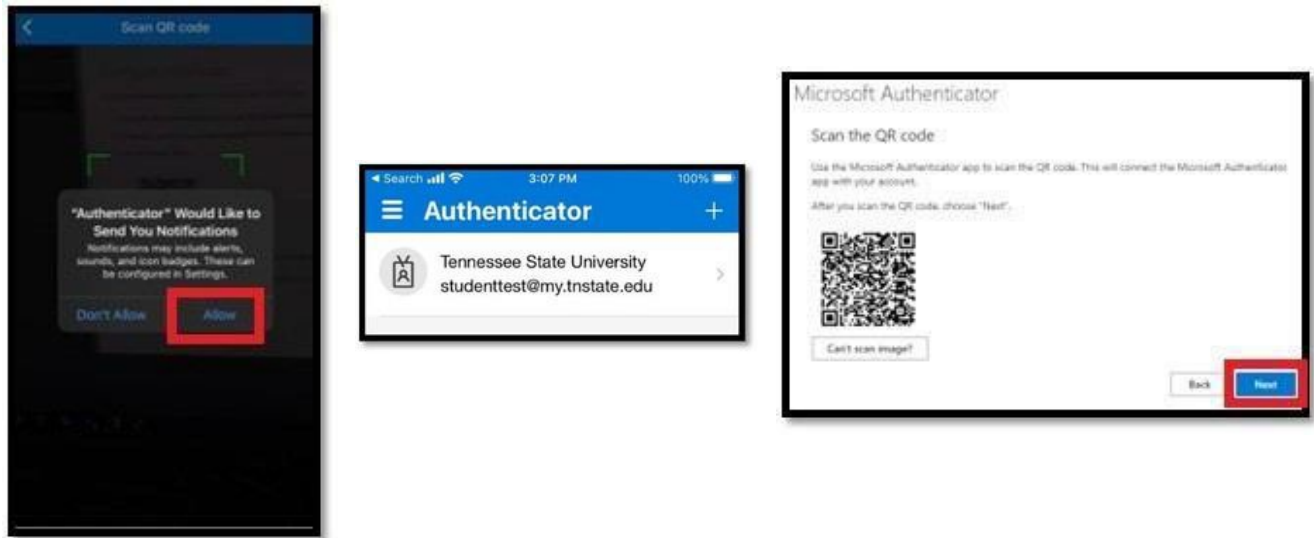 Scan QR code
"Authenticator" Would Like to
Send You Notifications
Notifications may include alerts,
sounds, and icon badges. These can
be configured in Settings.
Don't Allow
Allow
Search
3:07 PM
100%
Authenticator
Tennessee State University
studenttest@my.tnstate.edu
Microsoft Authenticator
Scan the QR code
Use the Microsoft Authenticator app to scan the QR code. This will connect the Microsoft Authenticator
app with your account.
After you scan the QR code, choose "Next".
Can't scan image?
Back
Next